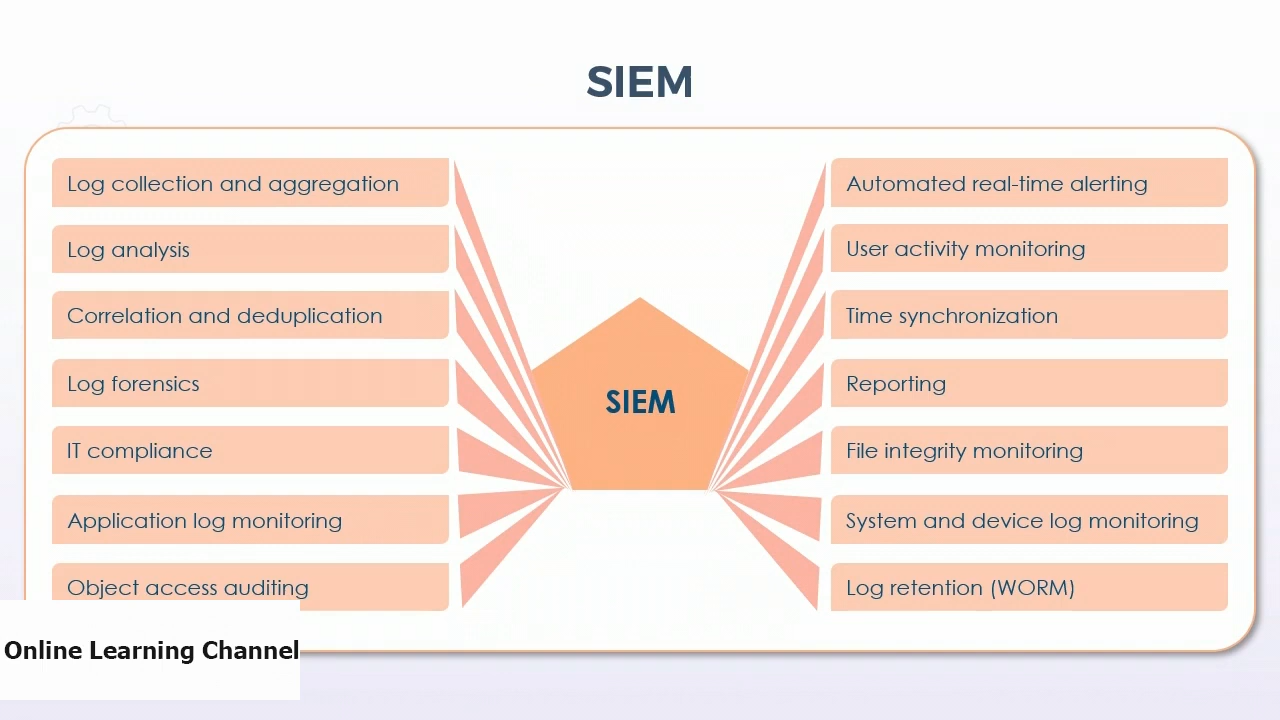 SIEM
Log collection and aggregation
Log analysis
Correlation and deduplication
Log forensics
IT compliance
Application log monitoring
Object access auditing
SIEM
Automated real-time alerting
User activity monitoring
Time synchronization
Reporting
File integrity monitoring
System and device log monitoring
Log retention (WORM)
Online Learning Channel